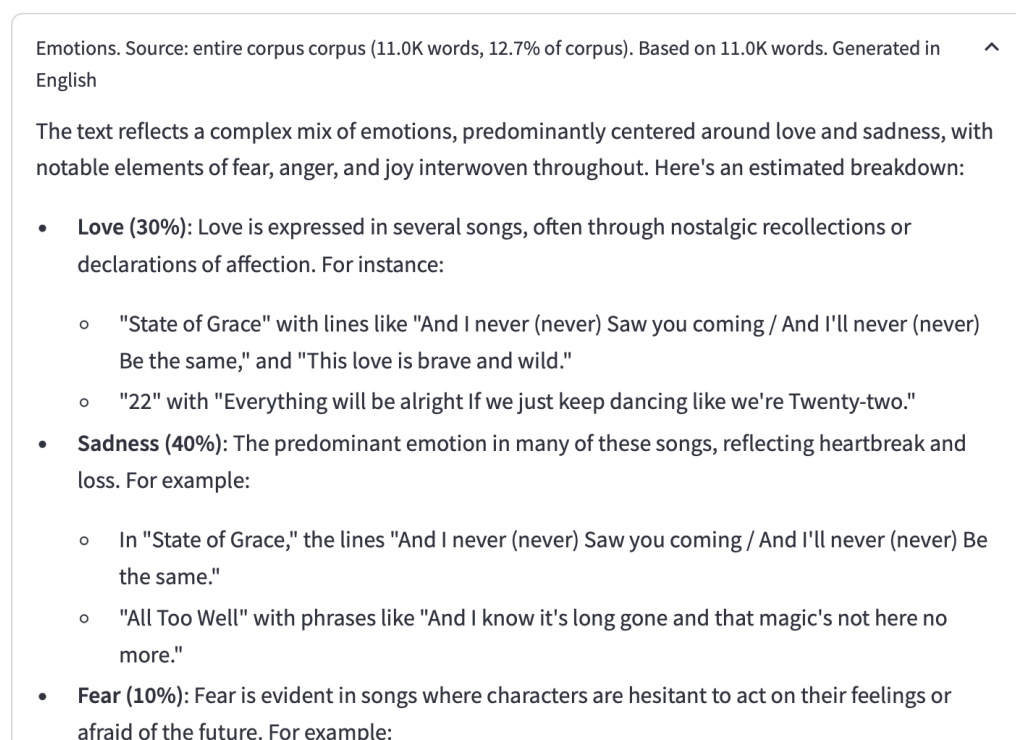 Emotions. Source: entire corpus corpus (11.0K words, 12.7% of corpus). Based on 11.0K words. Generated in
English
The text reflects a complex mix of emotions, predominantly centered around love and sadness, with
notable elements of fear, anger, and joy interwoven throughout. Here's an estimated breakdown:
• Love (30%): Love is expressed in several songs, often through nostalgic recollections or
declarations of affection. For instance:
◦ "State of Grace" with lines like "And I never (never) Saw you coming / And I'll never (never)
Be the same," and "This love is brave and wild."
◦ "22" with "Everything will be alright If we just keep dancing like we're Twenty-two."
• Sadness (40%): The predominant emotion in many of these songs, reflecting heartbreak and
loss. For example:
◦ In "State of Grace," the lines "And I never (never) Saw you coming / And I'll never (never) Be
the same."
◦ "All Too Well" with phrases like "And I know it's long gone and that magic's not here no
more."
• Fear (10%): Fear is evident in songs where characters are hesitant to act on their feelings or
afraid of the future. For example: